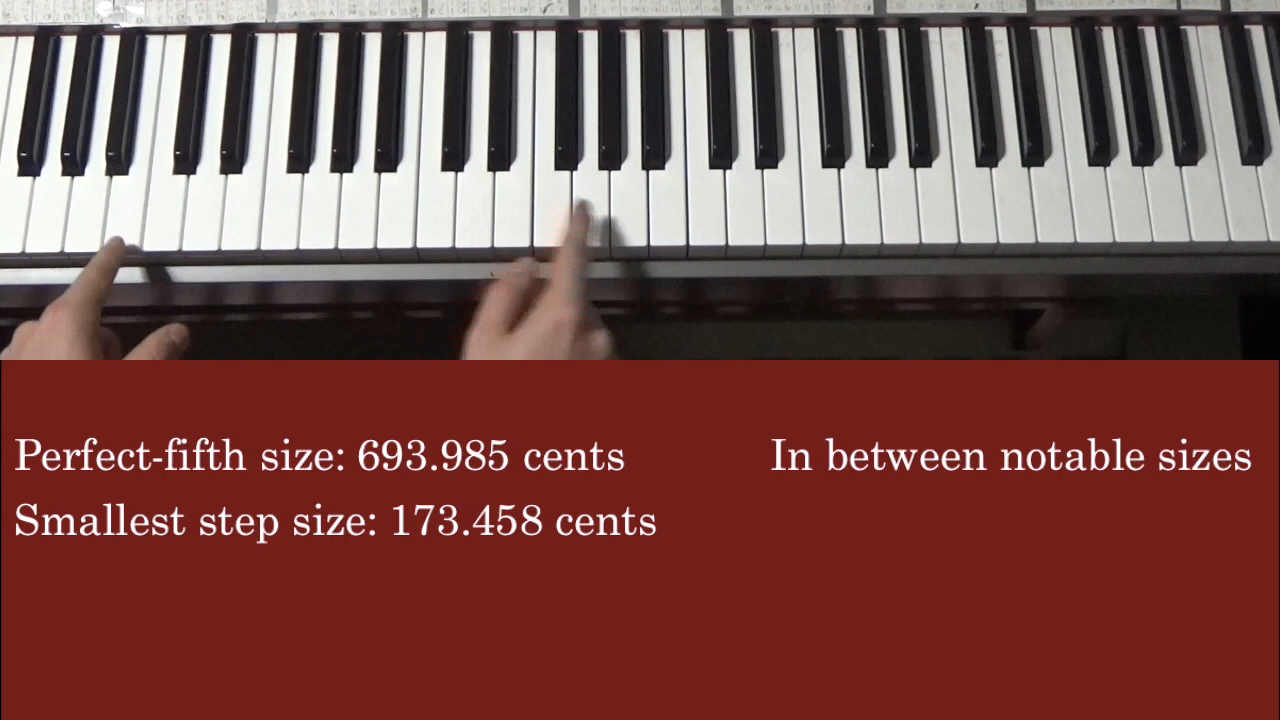 Perfect-fifth size: 693.985 cents
In between notable sizes
Smallest step size: 173.458 cents